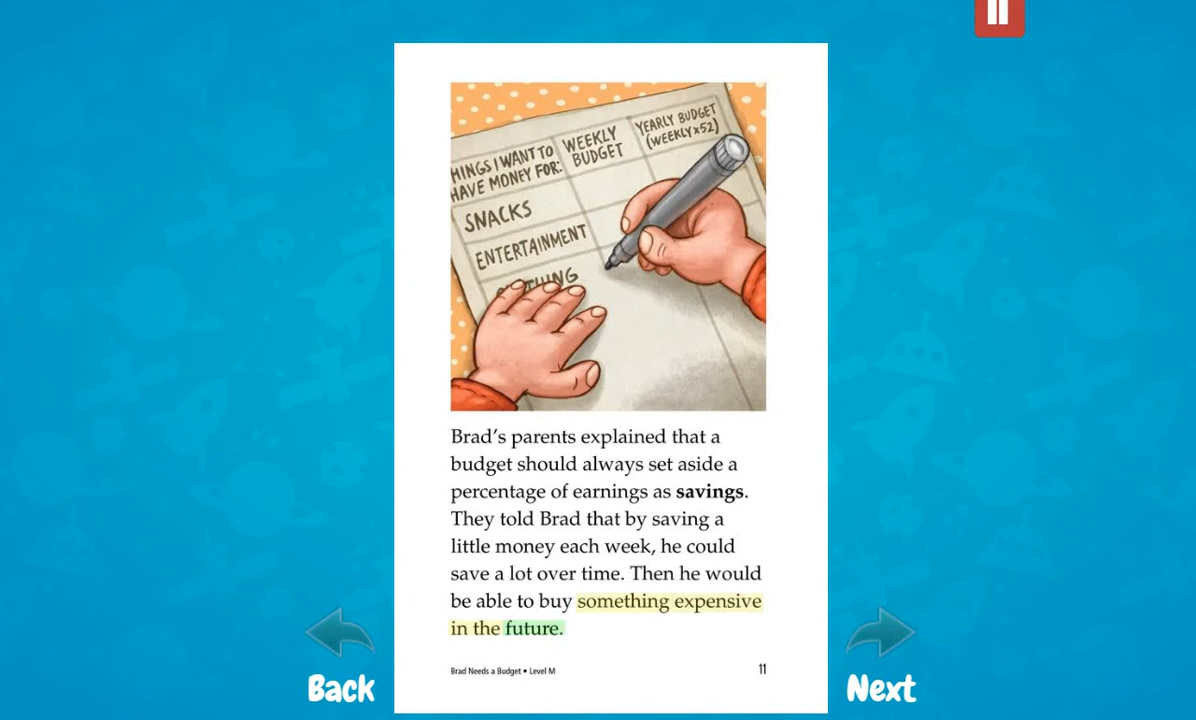 HINGS I WANT TO
HAVE MONEY FOR:
WEEKLY
BUDGET
YEARLY BUDGET
(WEEKLY x52)
SNACKS
ENTERTAINMENT
Brad's parents explained that a
budget should always set aside a
percentage of earnings as savings.
They told Brad that by saving a
little money each week, he could
save a lot over time. Then he would
be able to buy something expensive
in the future.
Brad Needs a Budget • Level M
11
Back
Next